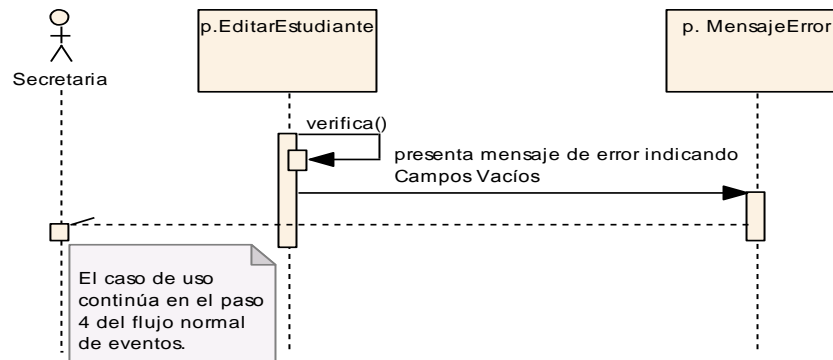 p.EditarEstudiante
p. MensajeError
Secretaria
verifica()
presenta mensaje de error indicando
Campos Vacíos
El caso de uso
continúa en el paso
4 del flujo normal
de eventos.